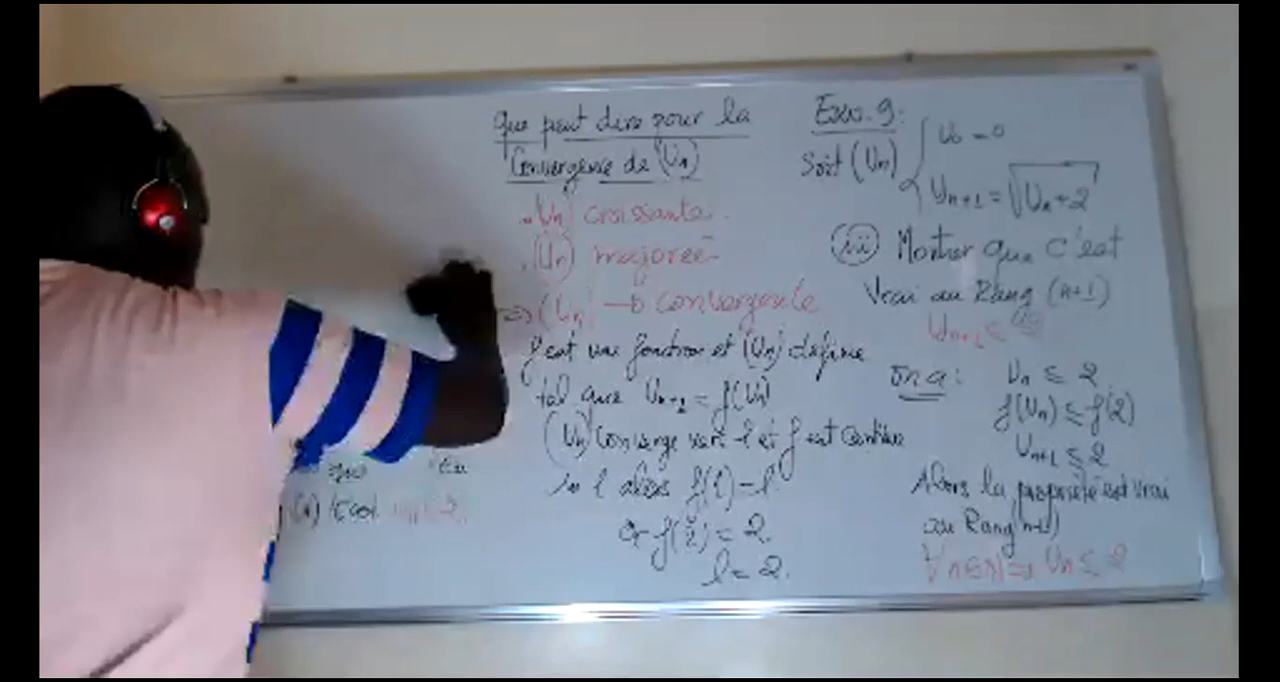 que peut dire pour la
Convergence de (Un)
(Un) croissante.
(Un) majorée
=> (Un) → convergente
f est une fonction et (Un) définie
tal que Un+1 = f(Un)
(Un) converge vers l et f est continue
in l alors f(l) = l
or f(2) = 2
l = 2.
Exo. 9:
Soit (Un) { U0 = 0
Un+1 = √Un + 2
iii Montrer que c'est
Vrai au Rang (n+1)
Un+1 ≤
on a: Un ≤ 2
f(Un) ≤ f(2)
Un+1 ≤ 2
Alors la propriété est vrai
au Rang n+1)
∀n∈N => Un ≤ 2
que